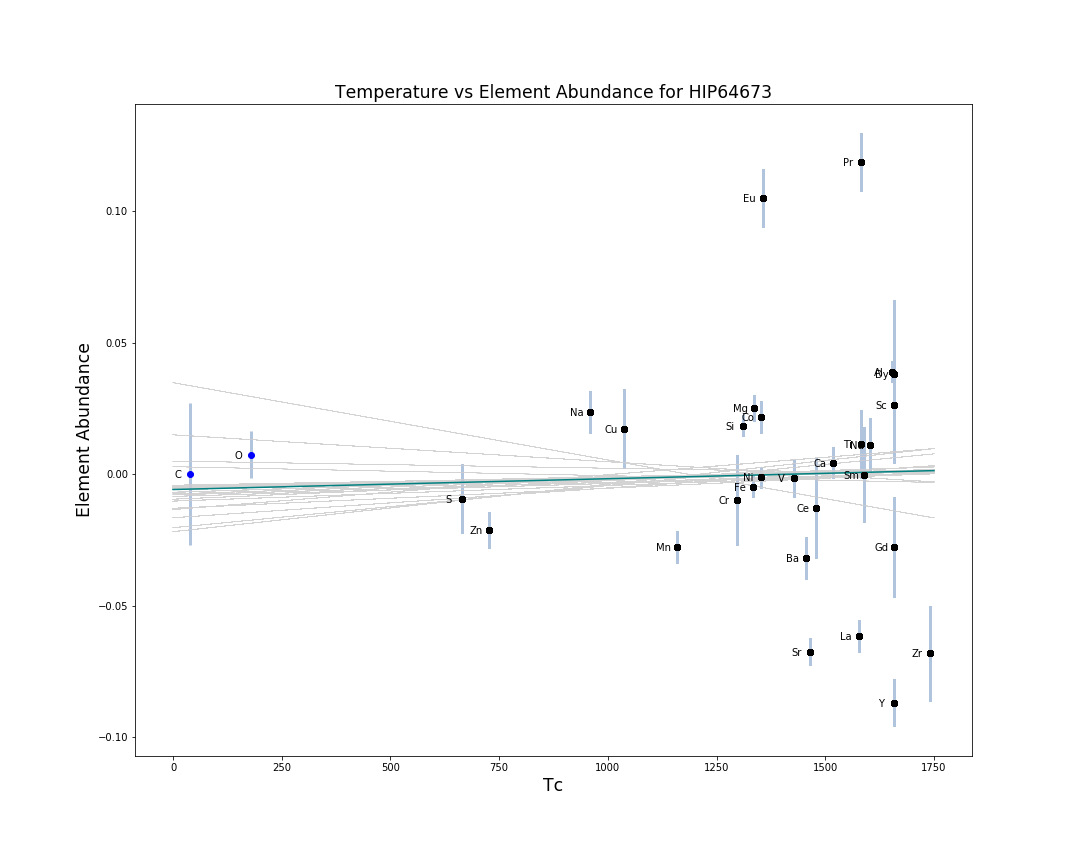 Temperature vs Element Abundance for HIP64673
Pr
Eu
0.10
0.05
Dy
Sc
Na
Mg
Co
Cu
Si
O
Ca
C
0.00
Ni
V
Sm
Fe
S
Cr
Ce
Zn
Mn
Gd
Ba
−0.05
La
Sr
Zr
Y
−0.10
0
250
500
750
1000
1250
1500
1750
Tc
Element Abundance